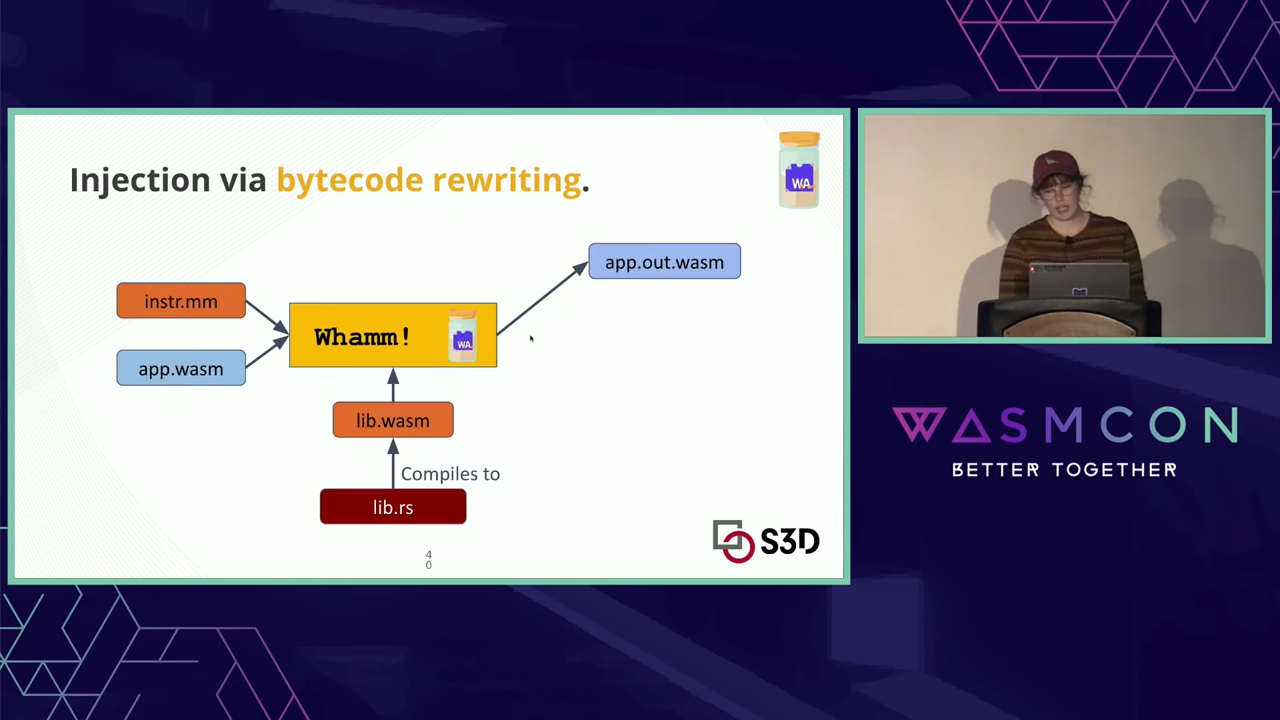 Injection via bytecode rewriting.
WA
app.out.wasm
instr.mm
Whamm!
WA
app.wasm
lib.wasm
Compiles to
lib.rs
4
0
S3D
WASMCON
BETTER TOGETHER